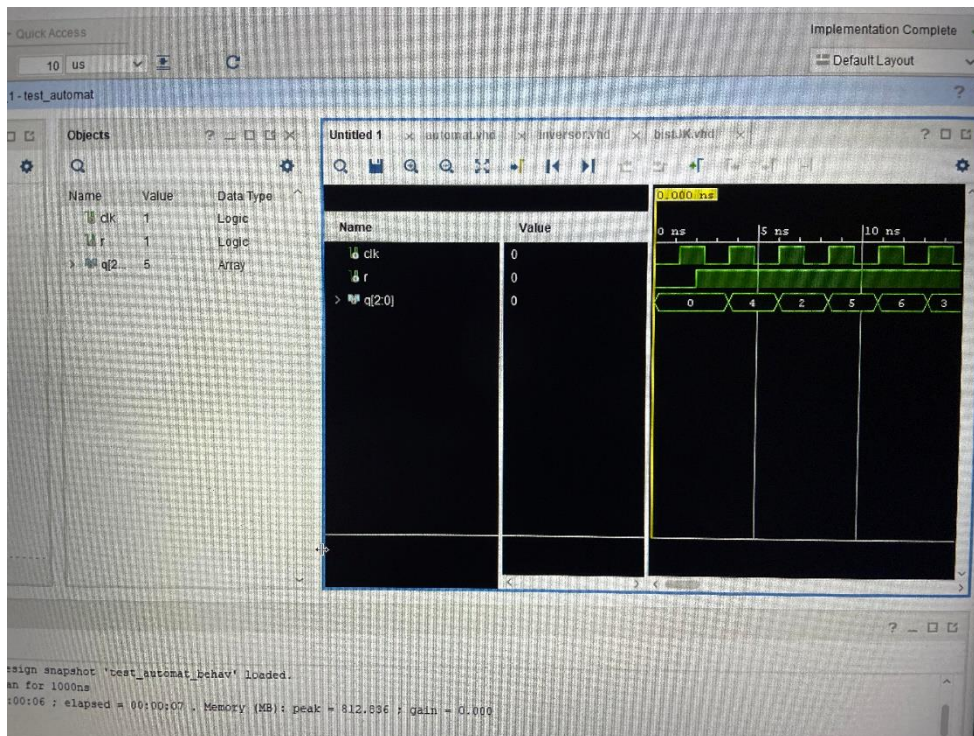 Quick Access
Implementation Complete
10 us
Default Layout
1 - test_automat
?
Objects
? _
Name Value Data Type
clk 1 Logic
r 1 Logic
> q[2... 5 Array
Untitled 1 × automat.vhd × inversor.vhd × bistJK.vhd ×
?
0.000 ns
Name Value
clk 0
r 0
> q[2:0] 0
0 ns 5 ns 10 ns
0 4 2 5 6 3
? _
esign snapshot 'test_automat_behav' loaded.
an for 1000ns
:00:06 ; elapsed = 00:00:07 . Memory (MB): peak = 812.836 ; gain = 0.000